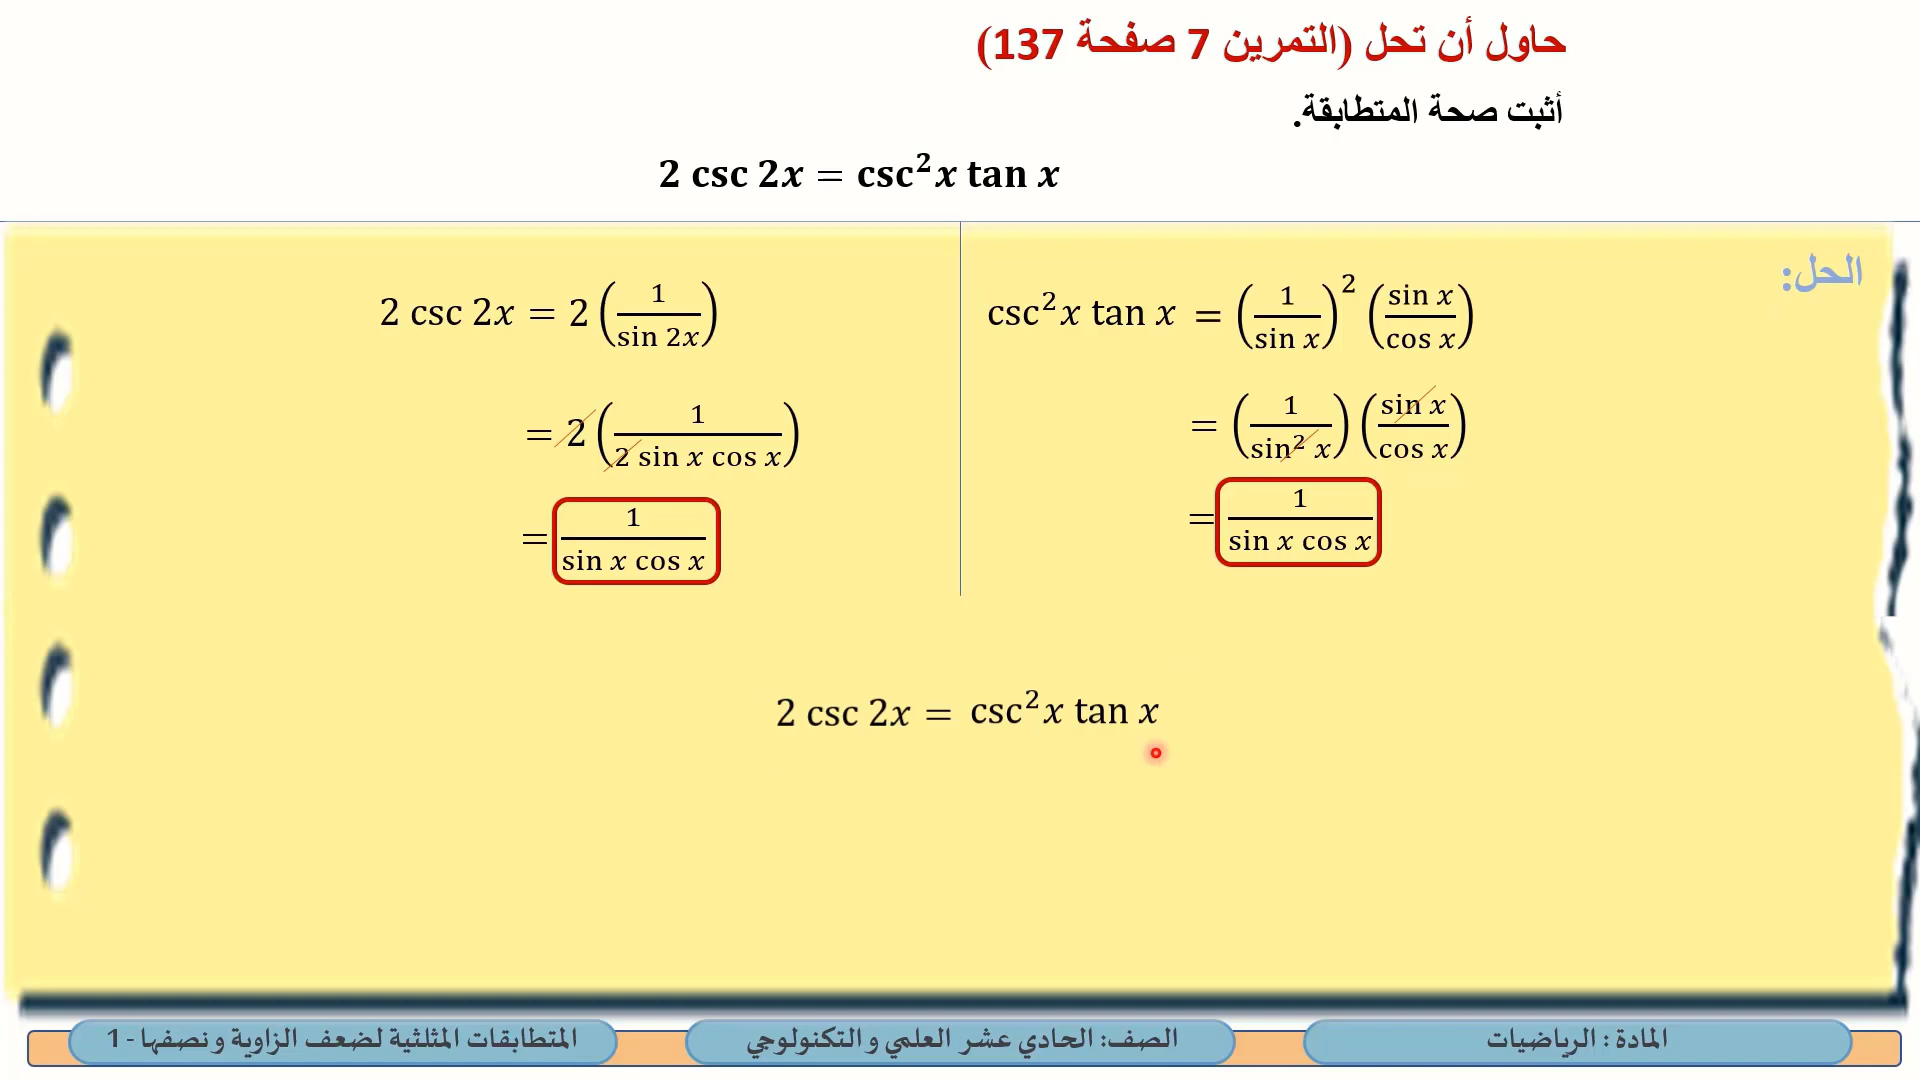 حاول أن تحل (التمرين 7 صفحة 137)
أثبت صحة المتطابقة.
2 csc 2x = csc²x tan x
الحل:
2 csc 2x = 2 (1 / sin 2x)
= 2 (1 / 2 sin x cos x)
= 1 / sin x cos x
csc²x tan x = (1 / sin x)² (sin x / cos x)
= (1 / sin² x) (sin x / cos x)
= 1 / sin x cos x
2 csc 2x = csc²x tan x
المادة : الرياضيات
الصف: الحادي عشر العلمي و التكنولوجي
المتطابقات المثلثية لضعف الزاوية و نصفها - 1